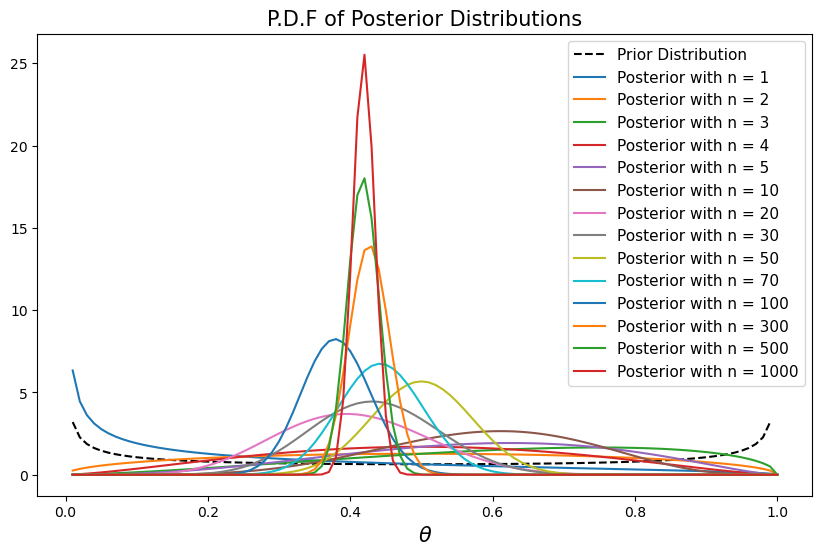 P.D.F of Posterior Distributions
25
20
15
10
5
0
0.0 0.2 0.4 0.6 0.8 1.0
θ
Prior Distribution
Posterior with n = 1
Posterior with n = 2
Posterior with n = 3
Posterior with n = 4
Posterior with n = 5
Posterior with n = 10
Posterior with n = 20
Posterior with n = 30
Posterior with n = 50
Posterior with n = 70
Posterior with n = 100
Posterior with n = 300
Posterior with n = 500
Posterior with n = 1000